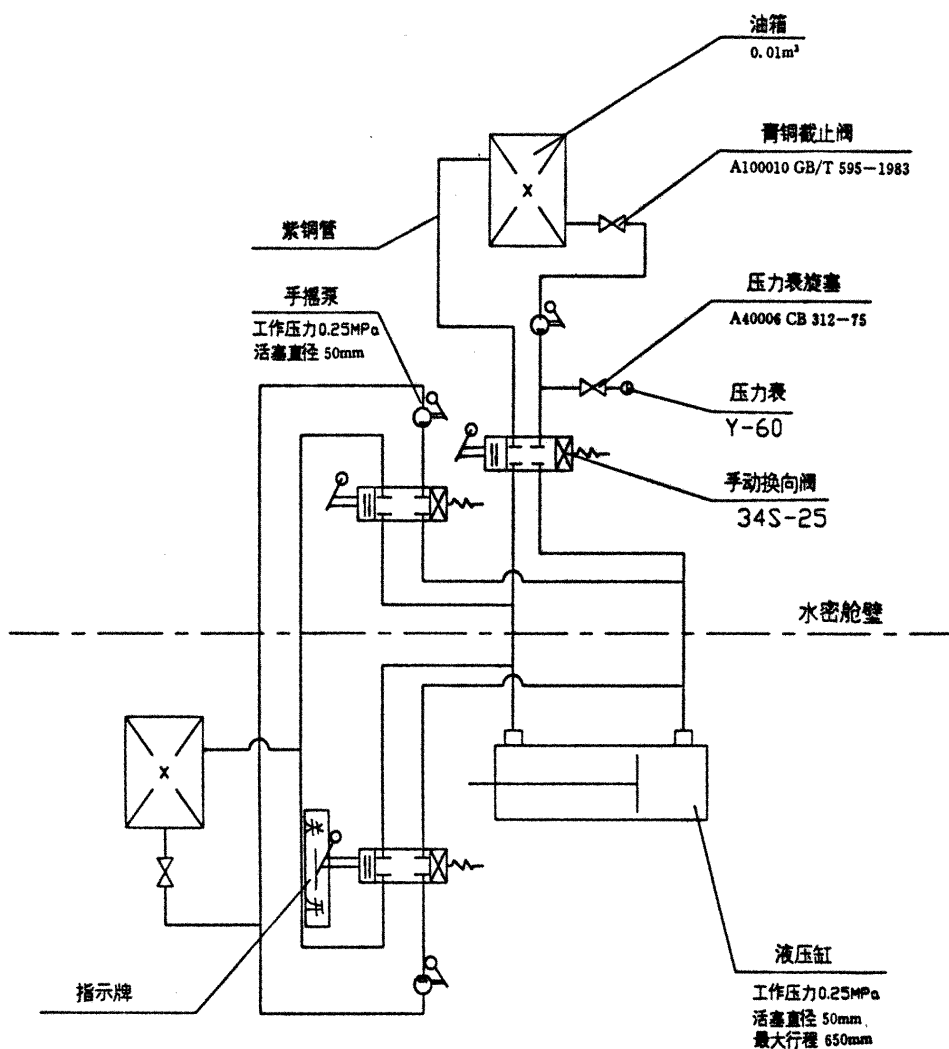 油箱
0.01m³
青铜截止阀
A100010 GB/T 595-1983
紫铜管
手摇泵
工作压力0.25MPa
活塞直径 50mm
压力表旋塞
A40006 CB 312-75
压力表
Y-60
手动换向阀
34S-25
水密舱壁
关
开
指示牌
液压缸
工作压力0.25MPa
活塞直径 50mm
最大行程 650mm